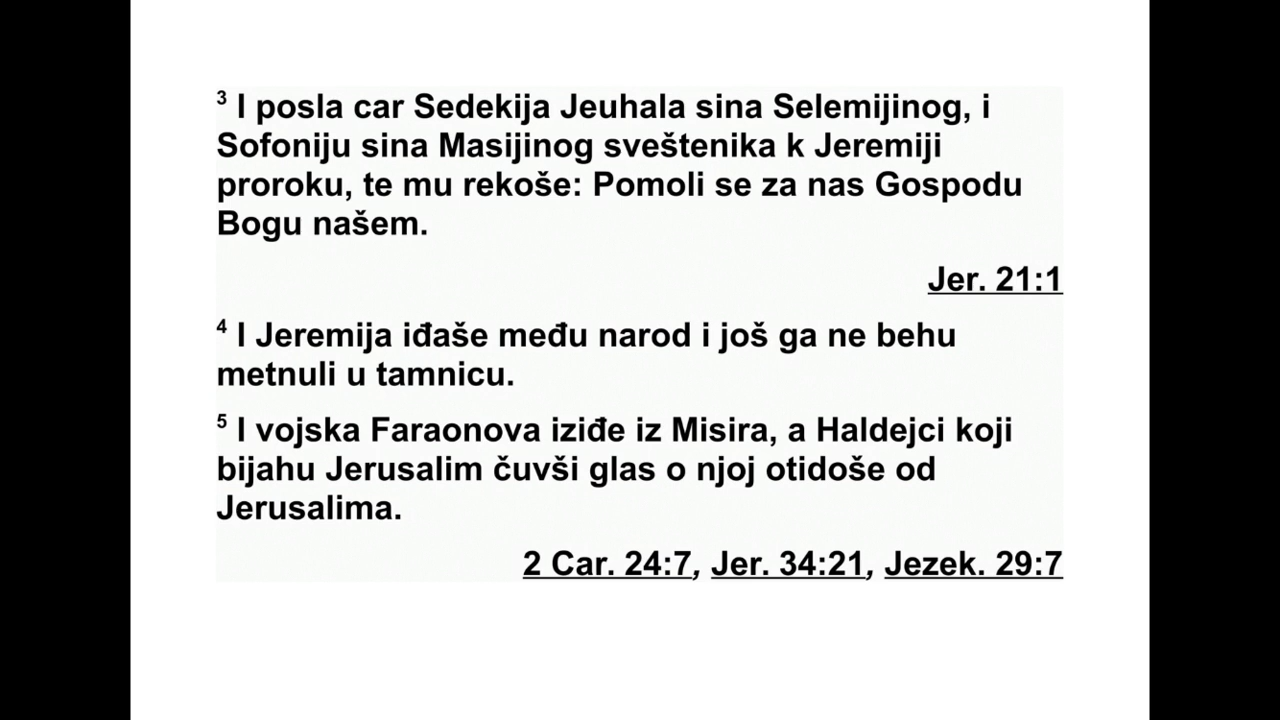 3 I posla car Sedekija Jeuhala sina Selemijinog, i
Sofoniju sina Masijinog sveštenika k Jeremiji
proroku, te mu rekoše: Pomoli se za nas Gospodu
Bogu našem.
Jer. 21:1
4 I Jeremija iđaše među narod i još ga ne behu
metnuli u tamnicu.
5 I vojska Faraonova iziđe iz Misira, a Haldejci koji
bijahu Jerusalim čuvši glas o njoj otidoše od
Jerusalima.
2 Car. 24:7, Jer. 34:21, Jezek. 29:7